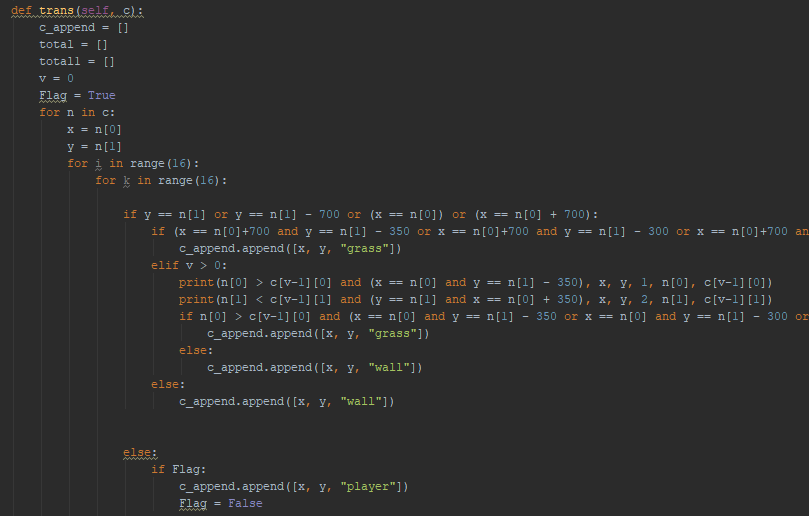 def trans(self, c):
    c_append = []
    total = []
    total1 = []
    v = 0
    Flag = True
    for n in c:
        x = n[0]
        y = n[1]
        for i in range(16):
            for k in range(16):
                if y == n[1] or y == n[1] - 700 or (x == n[0]) or (x == n[0] + 700):
                    if (x == n[0]+700 and y == n[1] - 350 or x == n[0]+700 and y == n[1] - 300 or x == n[0]+700 an
                        c_append.append([x, y, "grass"])
                    elif v > 0:
                        print(n[0] > c[v-1][0] and (x == n[0] and y == n[1] - 350), x, y, 1, n[0], c[v-1][0])
                        print(n[1] < c[v-1][1] and (y == n[1] and x == n[0] + 350), x, y, 2, n[1], c[v-1][1])
                        if n[0] > c[v-1][0] and (x == n[0] and y == n[1] - 350 or x == n[0] and y == n[1] - 300 or
                            c_append.append([x, y, "grass"])
                        else:
                            c_append.append([x, y, "wall"])
                    else:
                        c_append.append([x, y, "wall"])
                else:
                    if Flag:
                        c_append.append([x, y, "player"])
                        Flag = False